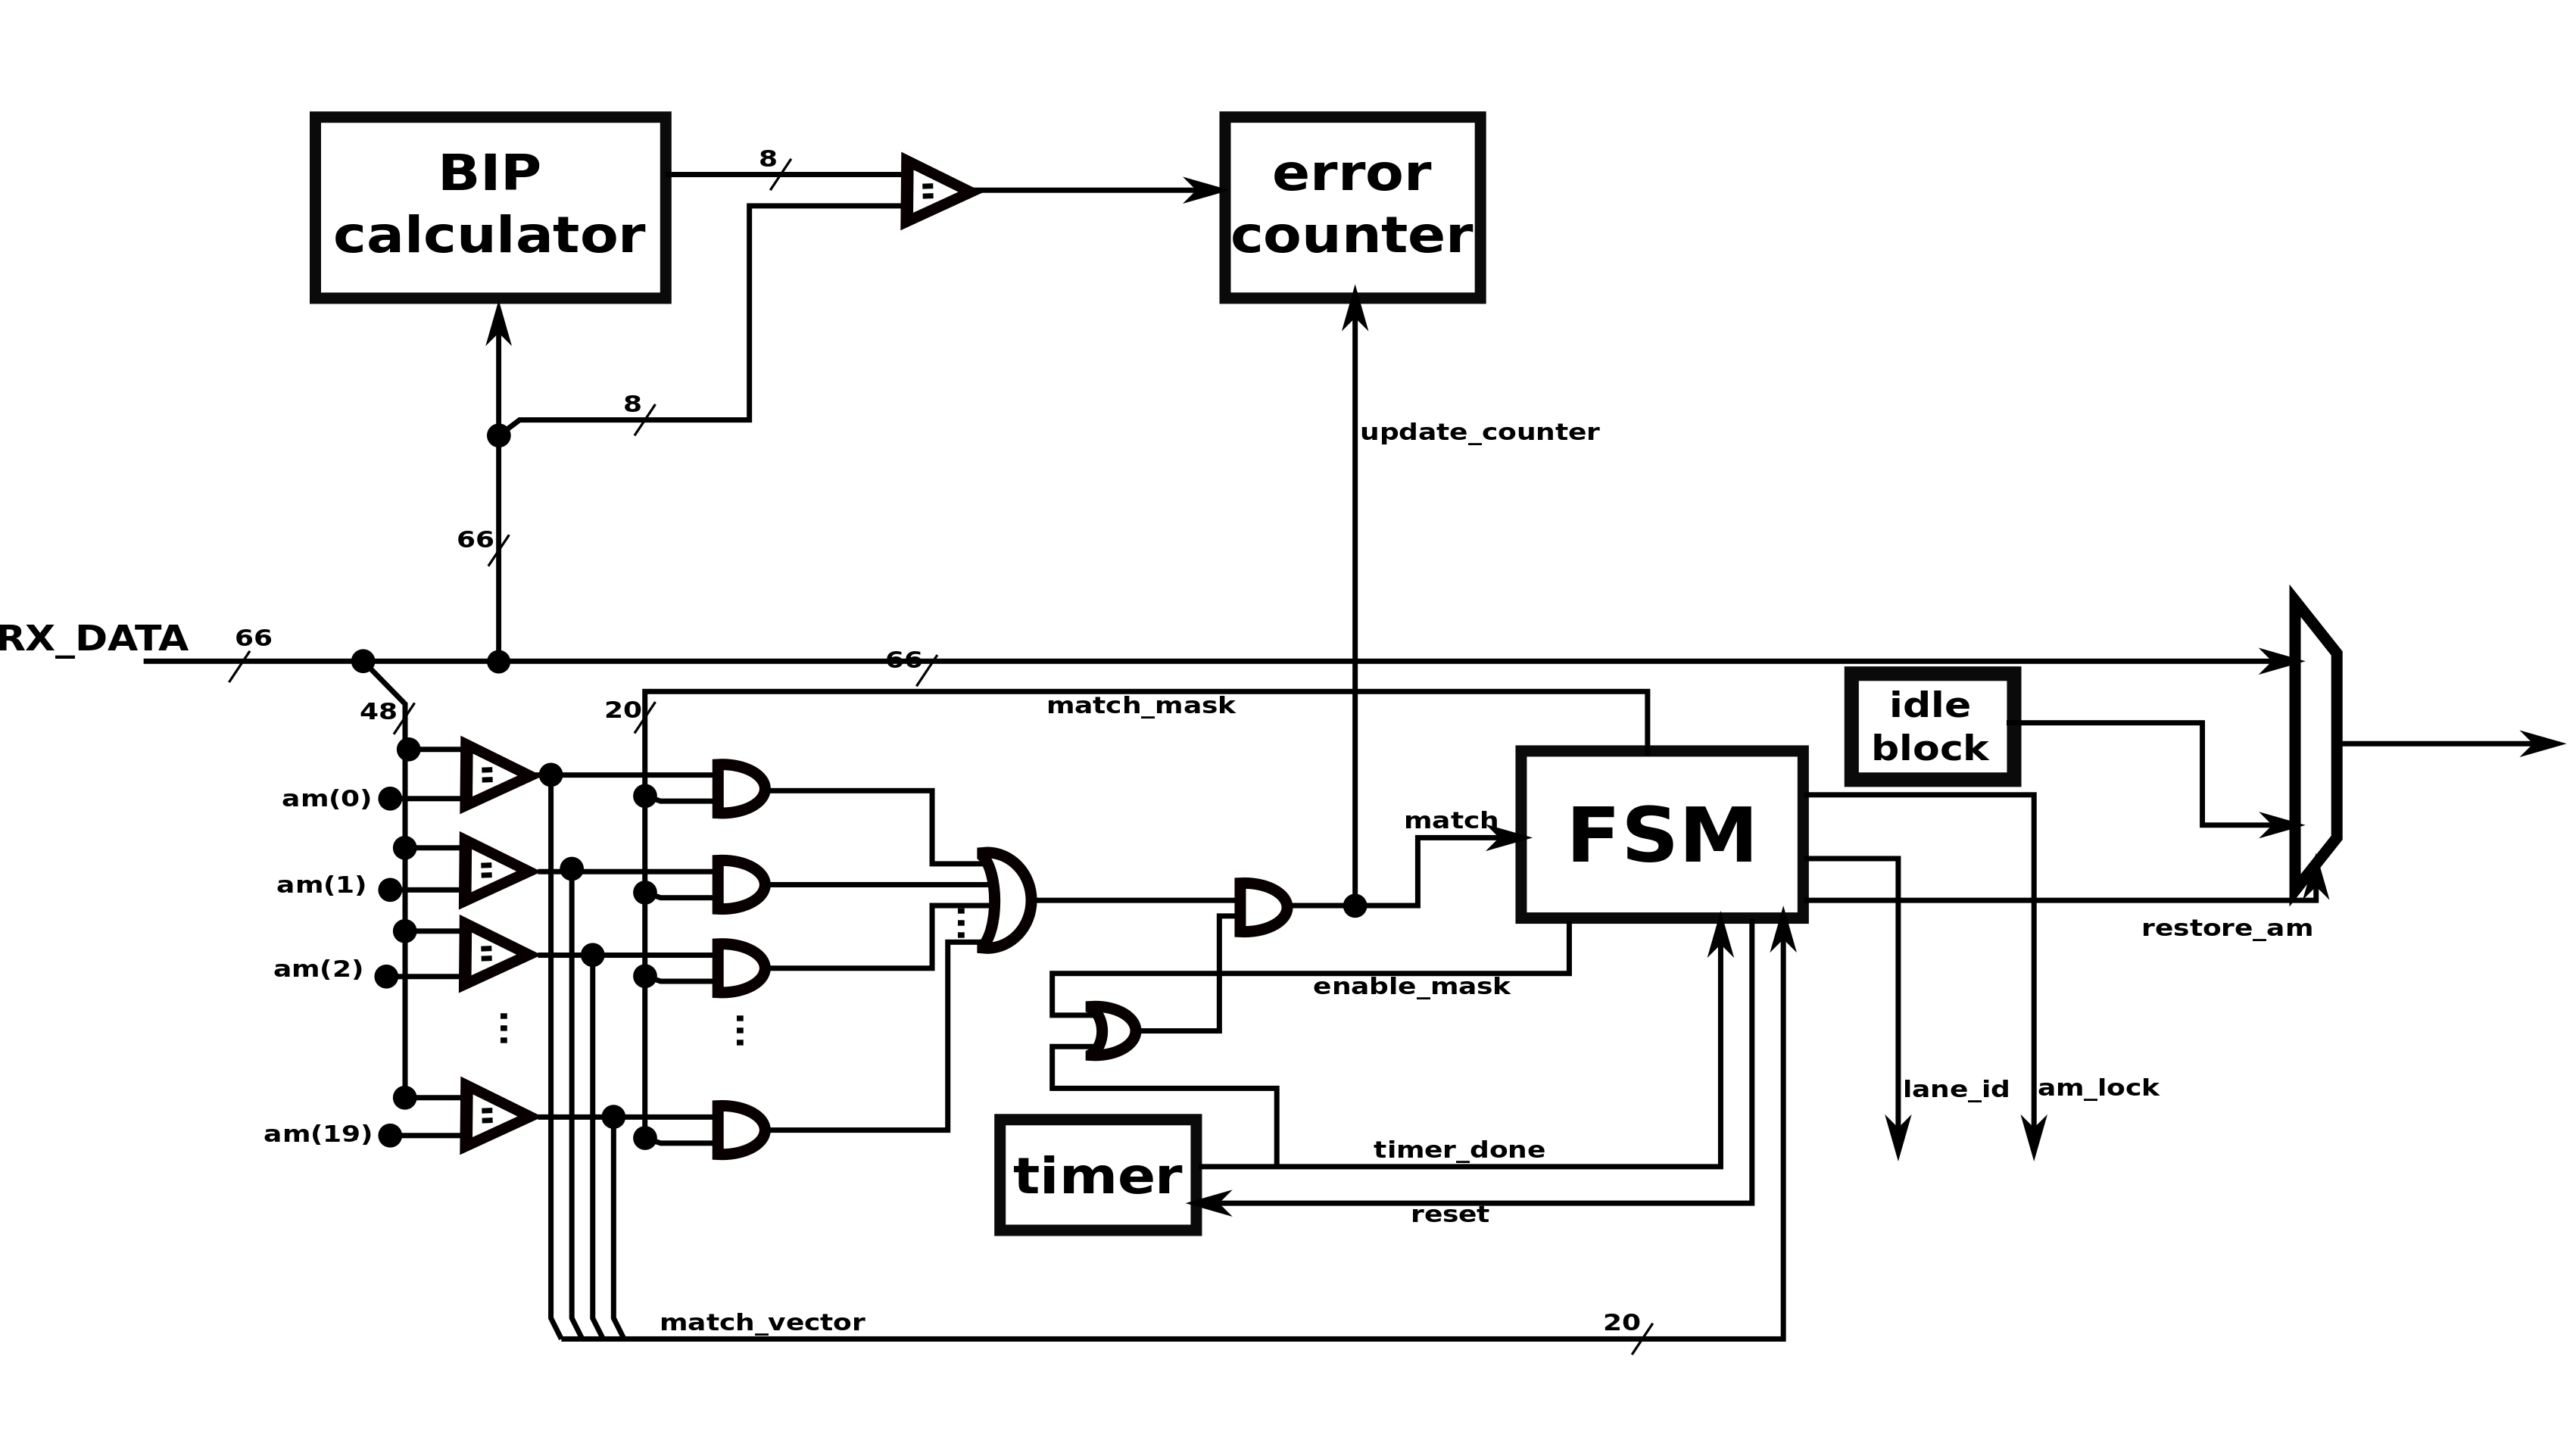 BIP
calculator
8
error
counter
8
update_counter
66
RX_DATA
66
66
match_mask
48
20
idle
block
am(0)
match
FSM
am(1)
restore_am
am(2)
enable_mask
lane_id
am_lock
am(19)
timer_done
timer
reset
match_vector
20